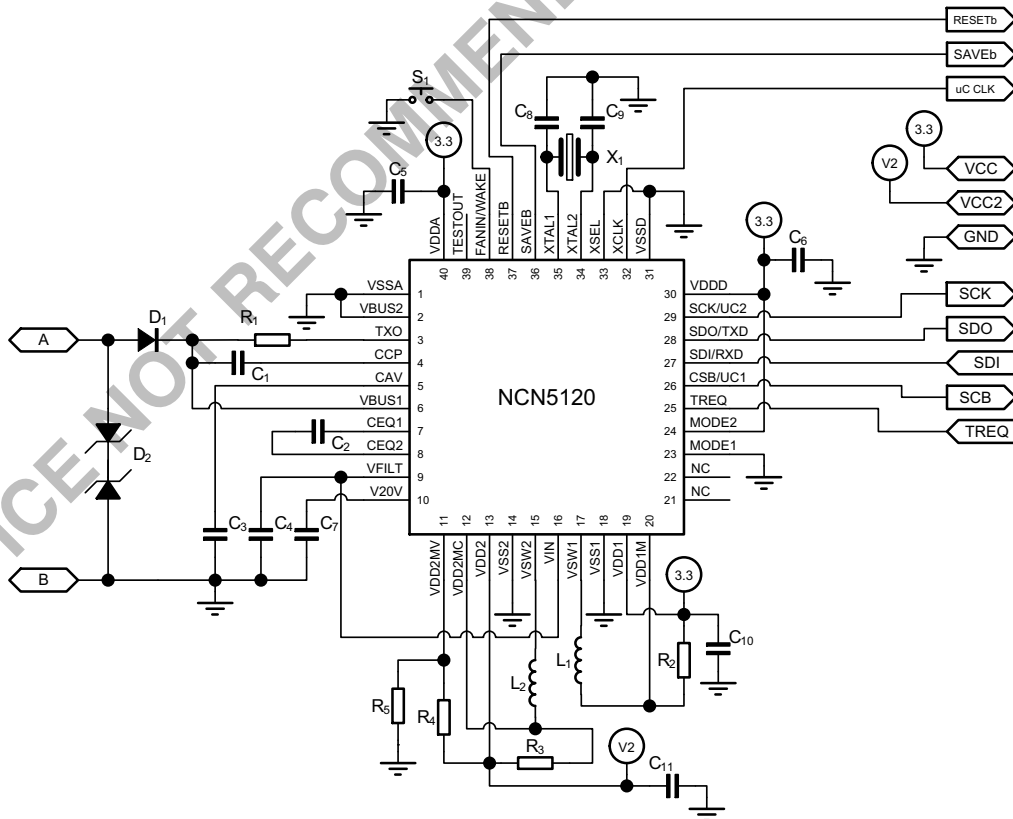 RESETb
SAVEb
uC CLK
S1
C8
C9
3.3
3.3
X1
V2
VCC
VCC2
GND
C5
3.3
C6
VDDA
TESTOUT
FANIN/WAKE
RESETB
SAVEB
XTAL1
XTAL2
XSEL
XCLK
VSSD
40
39
38
37
36
35
34
33
32
31
VSSA
1
VBUS2
2
TXO
3
CCP
4
CAV
5
VBUS1
6
CEQ1
7
CEQ2
8
VFILT
9
V20V
10
30
VDDD
29
SCK/UC2
28
SDO/TXD
27
SDI/RXD
26
CSB/UC1
25
TREQ
24
MODE2
23
MODE1
22
NC
21
NC
SCK
SDO
SDI
SCB
TREQ
A
D1
R1
C1
NCN5120
C2
D2
C3
C4
C7
B
11
12
13
14
15
16
17
18
19
20
VDD2MV
VDD2MC
VDD2
VSS2
VSW2
VIN
VSW1
VSS1
VDD1
VDD1M
3.3
C10
R2
L1
L2
R5
R4
R3
V2
C11
ICE NOT RECOMMEN